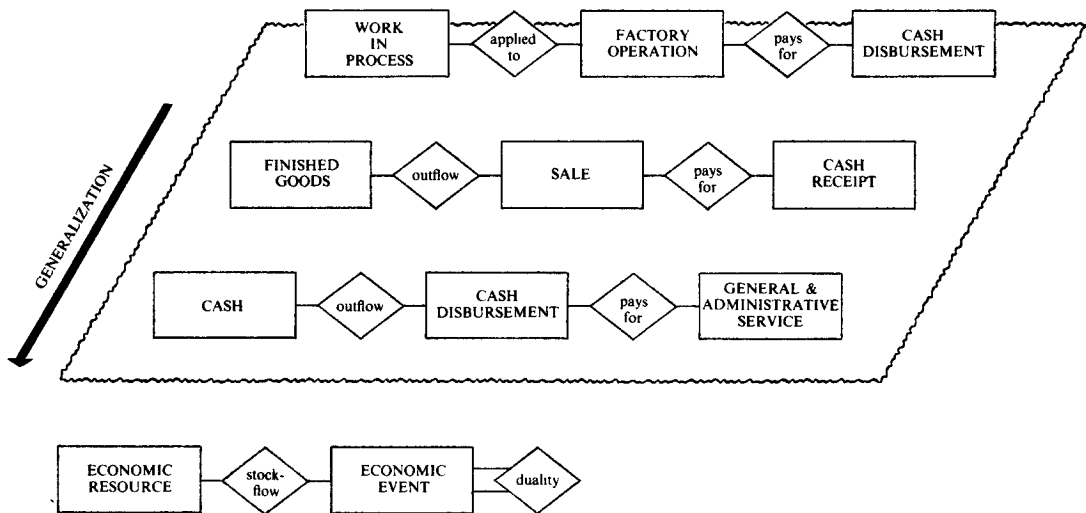 WORK
IN
PROCESS
applied
to
FACTORY
OPERATION
pays
for
CASH
DISBURSEMENT
FINISHED
GOODS
outflow
SALE
pays
for
CASH
RECEIPT
GENERALIZATION
CASH
outflow
CASH
DISBURSEMENT
pays
for
GENERAL &
ADMINISTRATIVE
SERVICE
ECONOMIC
RESOURCE
stock-
flow
ECONOMIC
EVENT
duality